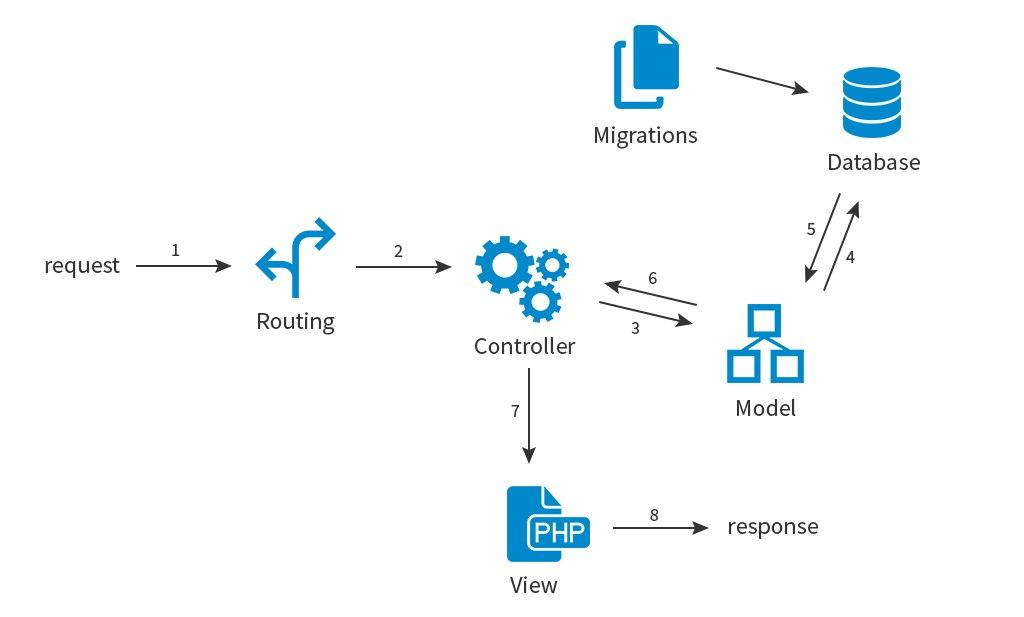 Migrations
Database
5
4
request
1
Routing
2
Controller
6
3
Model
7
PHP
View
8
response